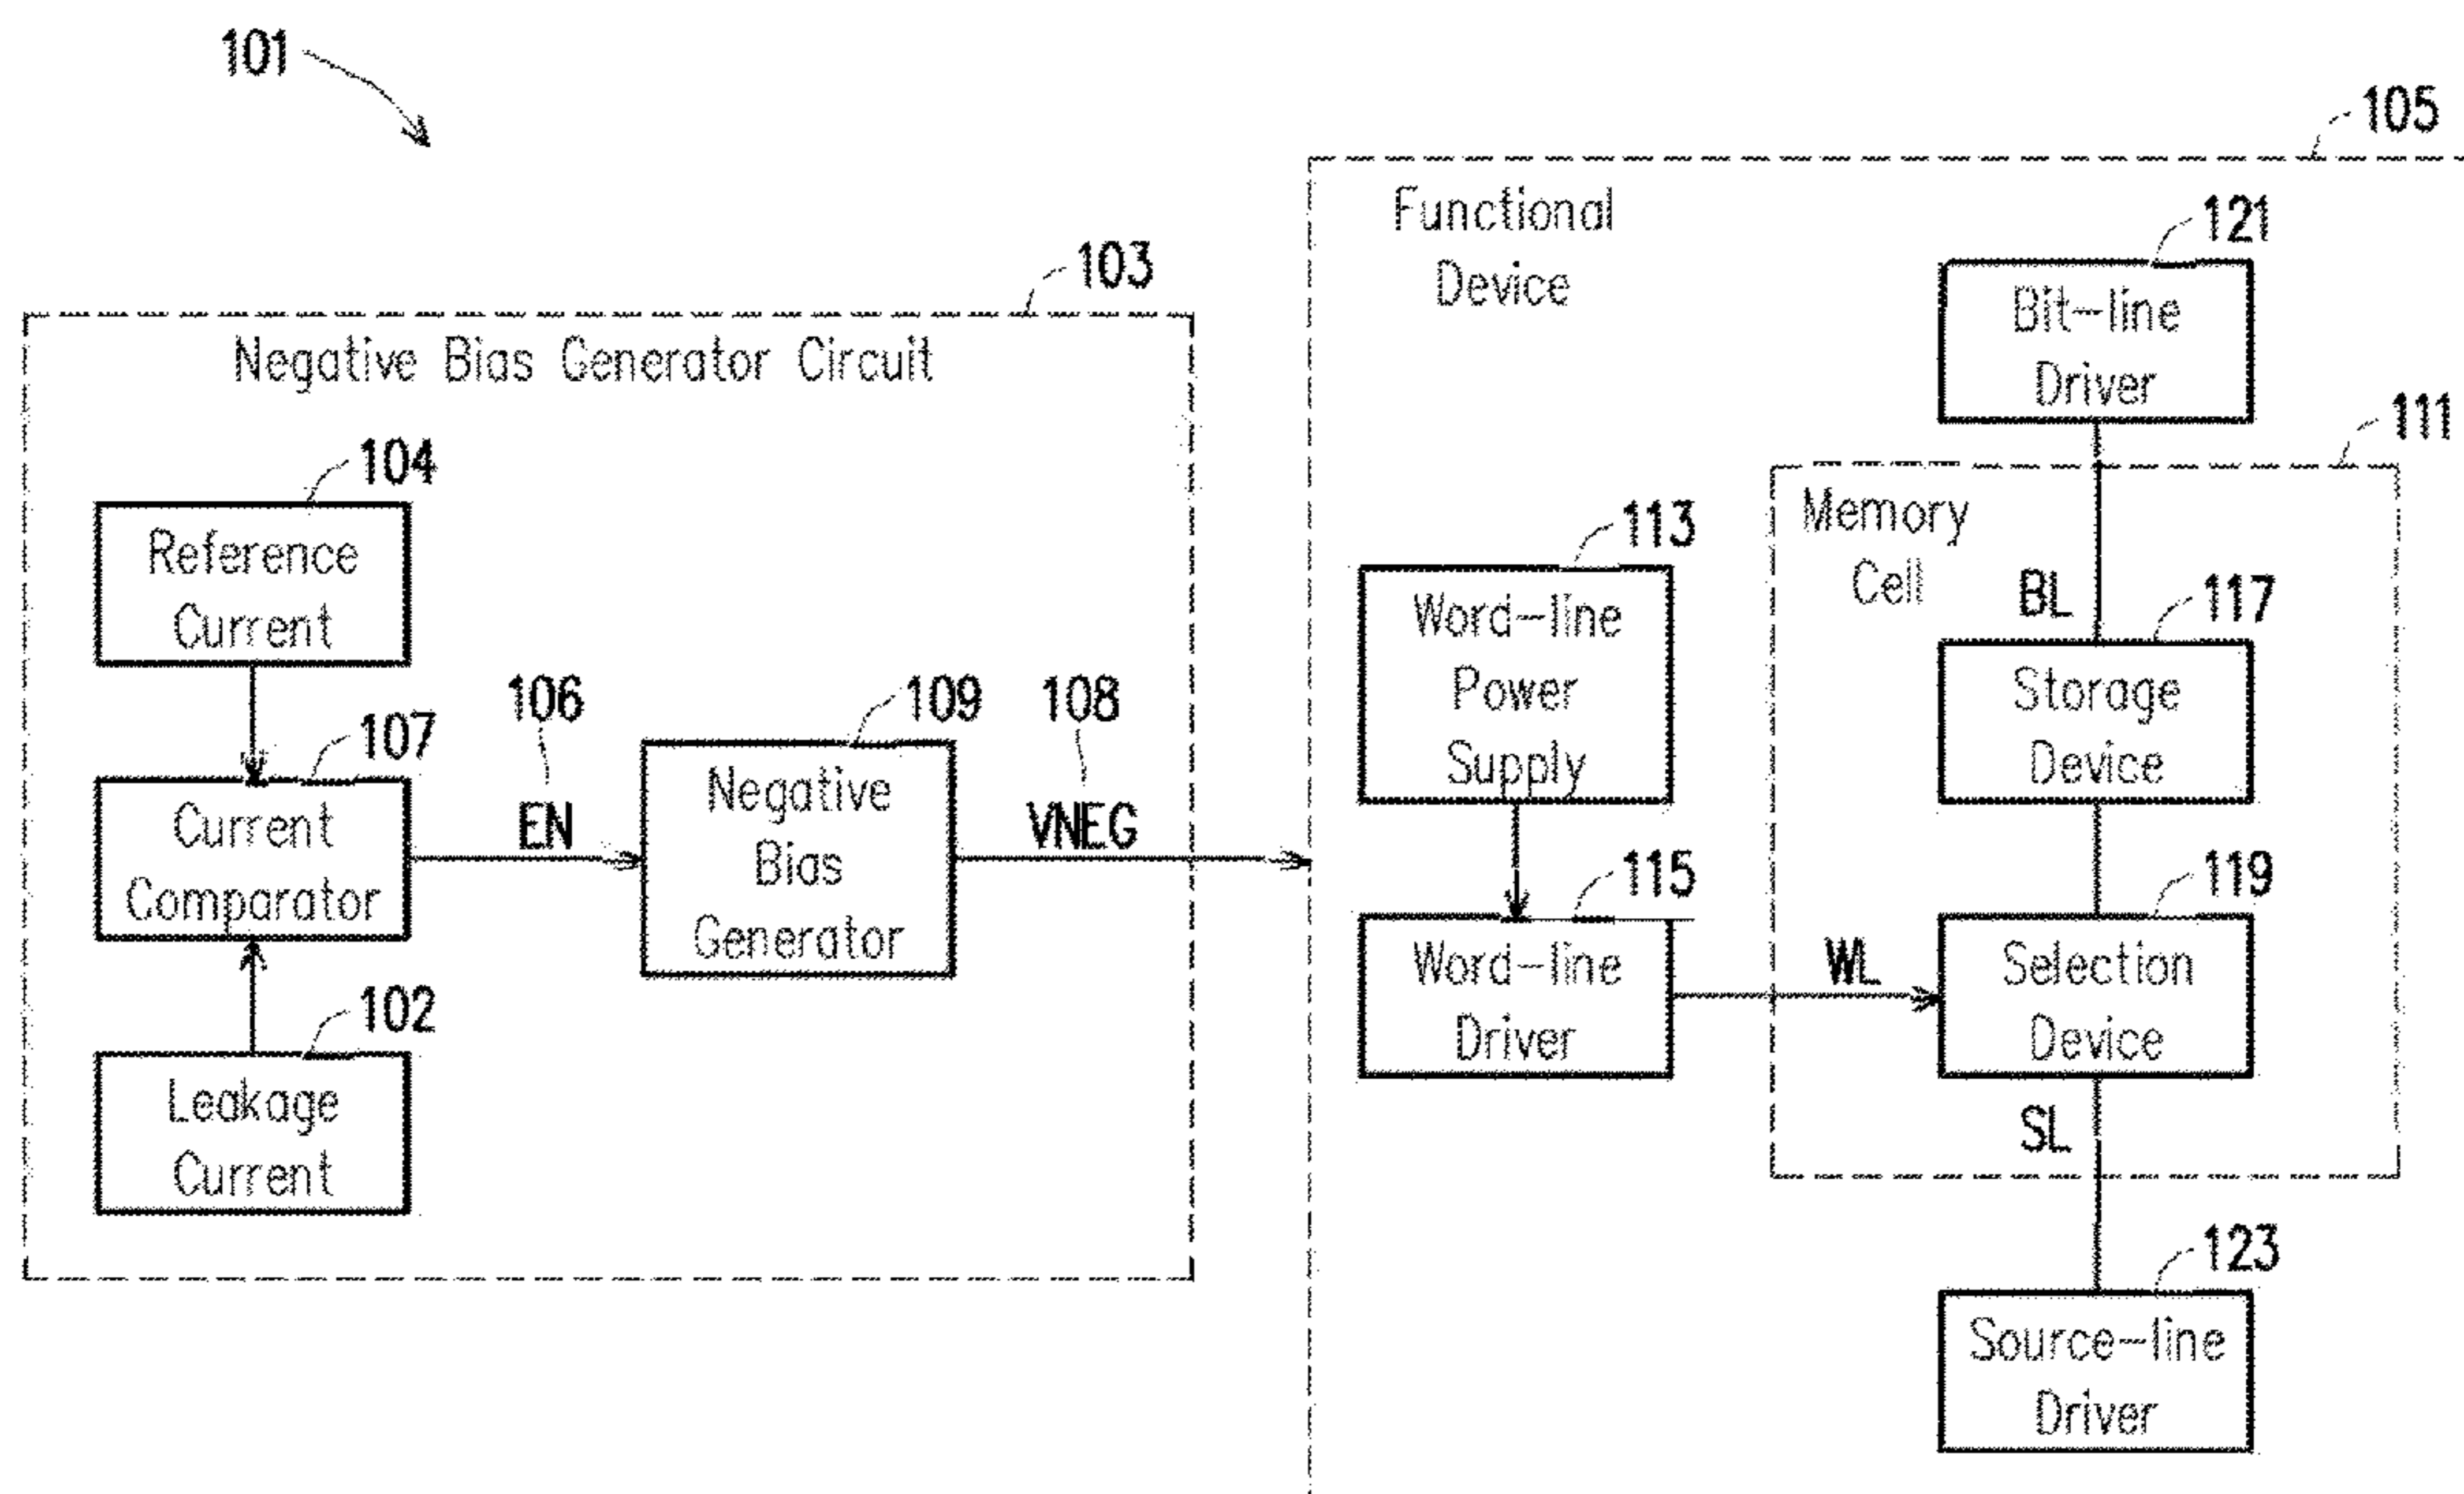 101
105
Functional
Device
121
Bit-line
Driver
103
Negative Bias Generator Circuit
111
Memory
Cell
104
Reference
Current
113
Word-line
Power
Supply
BL
117
Storage
Device
106
EN
109
Negative
Bias
Generator
108
VNEG
107
Current
Comparator
115
Word-line
Driver
WL
119
Selection
Device
102
Leakage
Current
SL
123
Source-line
Driver